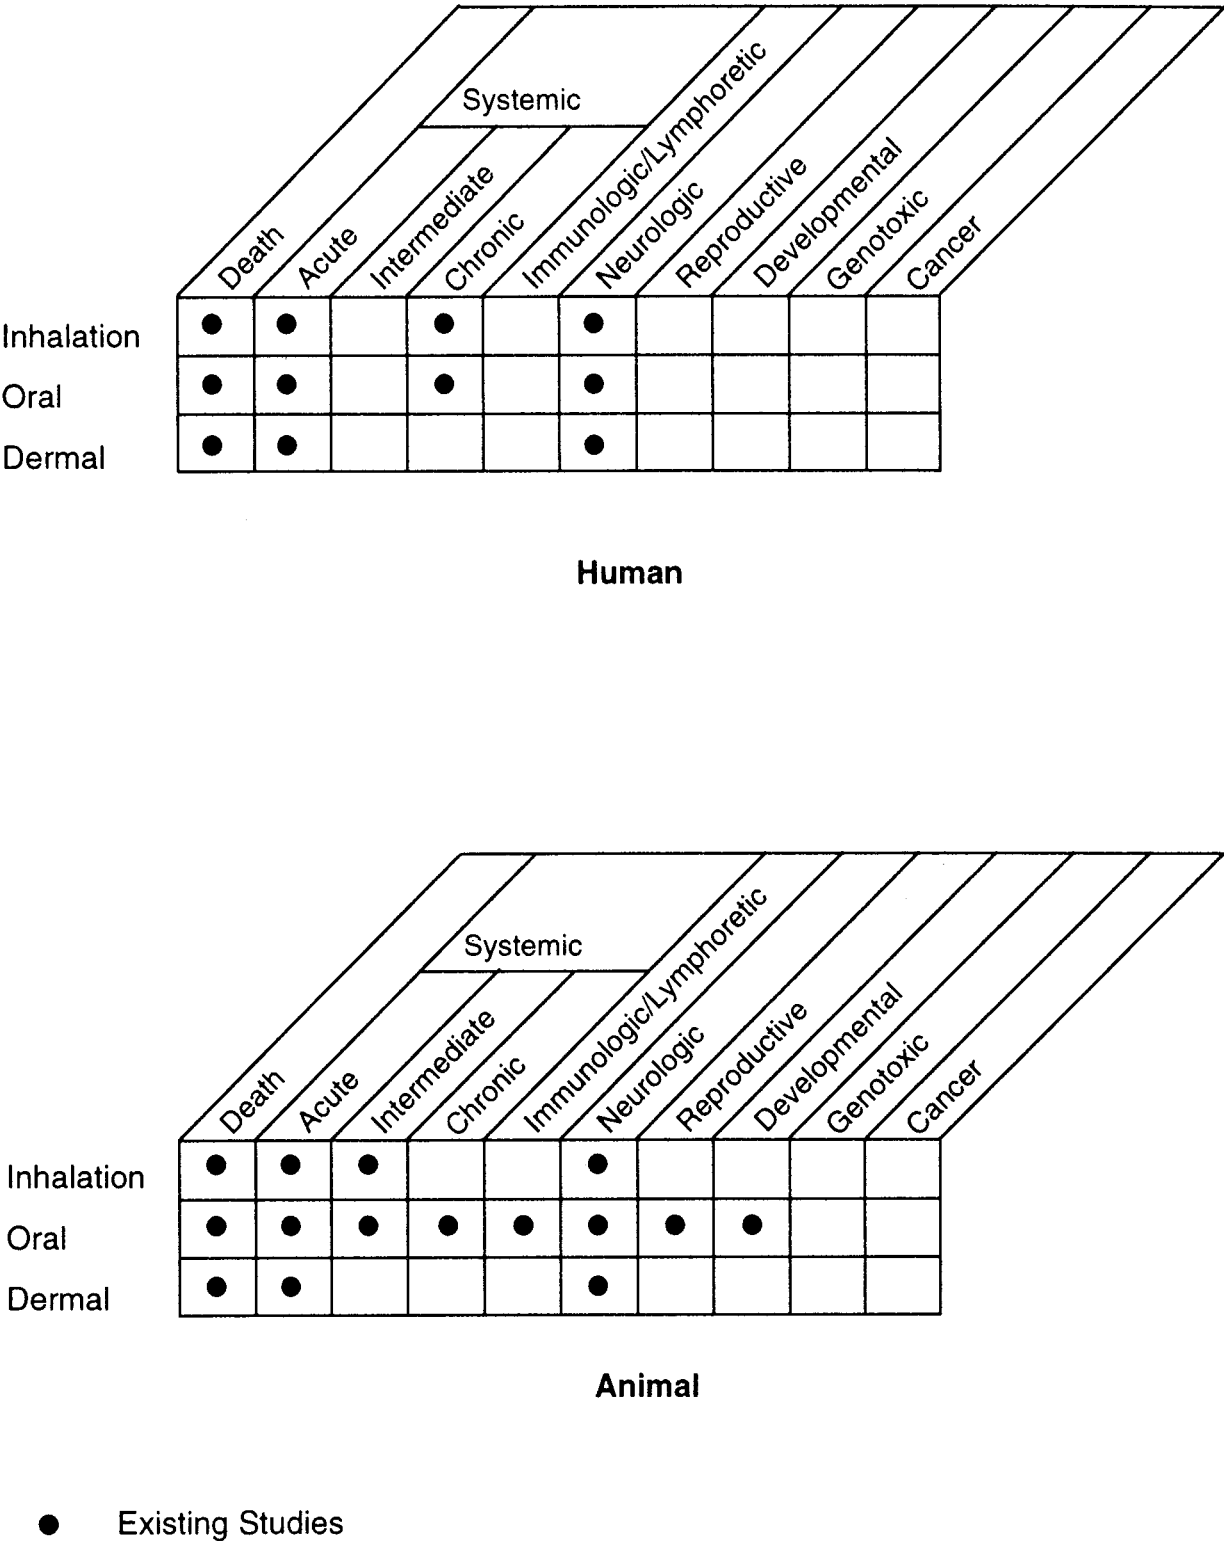 Systemic
Death
Acute
Intermediate
Chronic
Immunologic/Lymphoretic
Neurologic
Reproductive
Developmental
Genotoxic
Cancer
Inhalation
Oral
Dermal
Human
Systemic
Death
Acute
Intermediate
Chronic
Immunologic/Lymphoretic
Neurologic
Reproductive
Developmental
Genotoxic
Cancer
Inhalation
Oral
Dermal
Animal
● Existing Studies